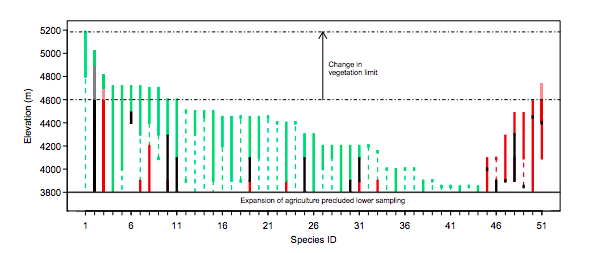 5200
5000
4800
4600
4400
4200
4000
3800
Elevation (m)
Change in
vegetation limit
Expansion of agriculture precluded lower sampling
1 6 11 16 21 26 31 36 41 46 51
Species ID